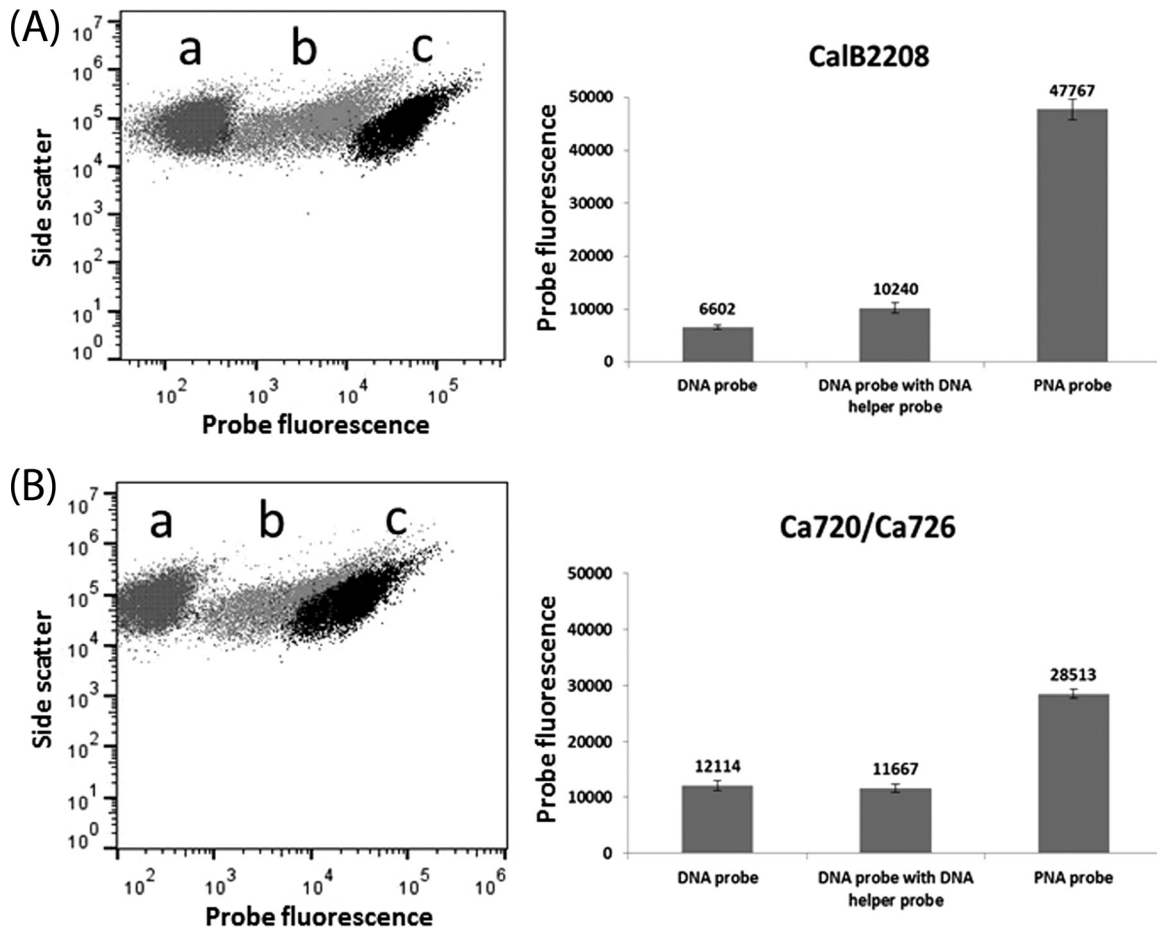 (A)
a b c
10^7
10^6
10^5
10^4
10^3
10^2
10^1
10^0
Side scatter
10^2 10^3 10^4 10^5
Probe fluorescence
CalB2208
Probe fluorescence
50000
40000
30000
20000
10000
0
6602
10240
47767
DNA probe
DNA probe with DNA
helper probe
PNA probe
(B)
a b c
10^7
10^6
10^5
10^4
10^3
10^2
10^1
10^0
Side scatter
10^2 10^3 10^4 10^5 10^6
Probe fluorescence
Ca720/Ca726
Probe fluorescence
50000
40000
30000
20000
10000
0
12114
11667
28513
DNA probe
DNA probe with DNA
helper probe
PNA probe